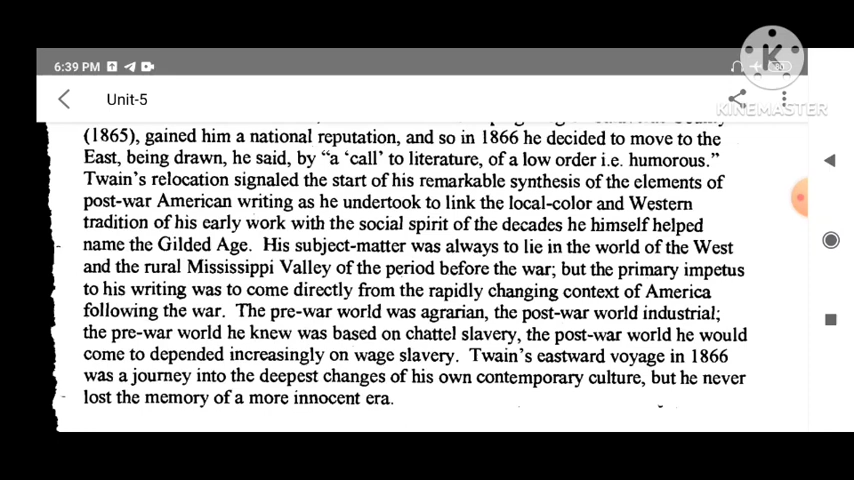 6:39 PM
Unit-5
KINEMASTER
(1865), gained him a national reputation, and so in 1866 he decided to move to the
East, being drawn, he said, by “a ‘call’ to literature, of a low order i.e. humorous.”
Twain’s relocation signaled the start of his remarkable synthesis of the elements of
post-war American writing as he undertook to link the local-color and Western
tradition of his early work with the social spirit of the decades he himself helped
name the Gilded Age. His subject-matter was always to lie in the world of the West
and the rural Mississippi Valley of the period before the war; but the primary impetus
to his writing was to come directly from the rapidly changing context of America
following the war. The pre-war world was agrarian, the post-war world industrial;
the pre-war world he knew was based on chattel slavery, the post-war world he would
come to depended increasingly on wage slavery. Twain’s eastward voyage in 1866
was a journey into the deepest changes of his own contemporary culture, but he never
lost the memory of a more innocent era.